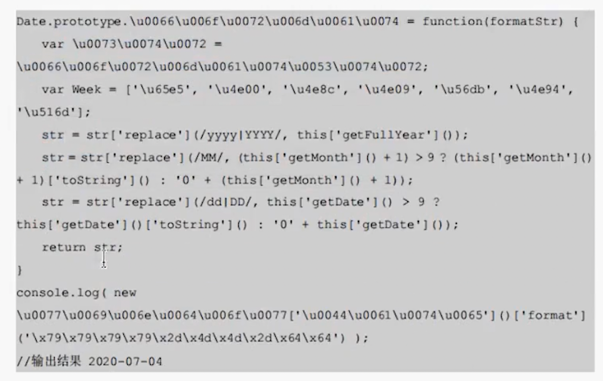 Date.prototype.\u0066\u006f\u0072\u006d\u0061\u0074 = function(formatStr) {
var \u0073\u0074\u0072 =
\u0066\u006f\u0072\u006d\u0061\u0074\u0053\u0074\u0072;
var Week = ['\u65e5', '\u4e00', '\u4e8c', '\u4e09', '\u56db', '\u4e94',
'\u516d'];
str = str['replace'](/yyyy|YYYY/, this['getFullYear']());
str = str['replace'](/MM/, (this['getMonth']() + 1) > 9 ? (this['getMonth']()
+ 1)['toString']() : '0' + (this['getMonth']() + 1));
str = str['replace'](/dd|DD/, this['getDate']() > 9 ?
this['getDate']()['toString']() : '0' + this['getDate']());
return str;
}
console.log( new
\u0077\u0069\u006e\u0064\u006f\u0077['\u0044\u0061\u0074\u0065']()['format']
('\x79\x79\x79\x79\x2d\x4d\x4d\x2d\x64\x64') );
//输出结果 2020-07-04